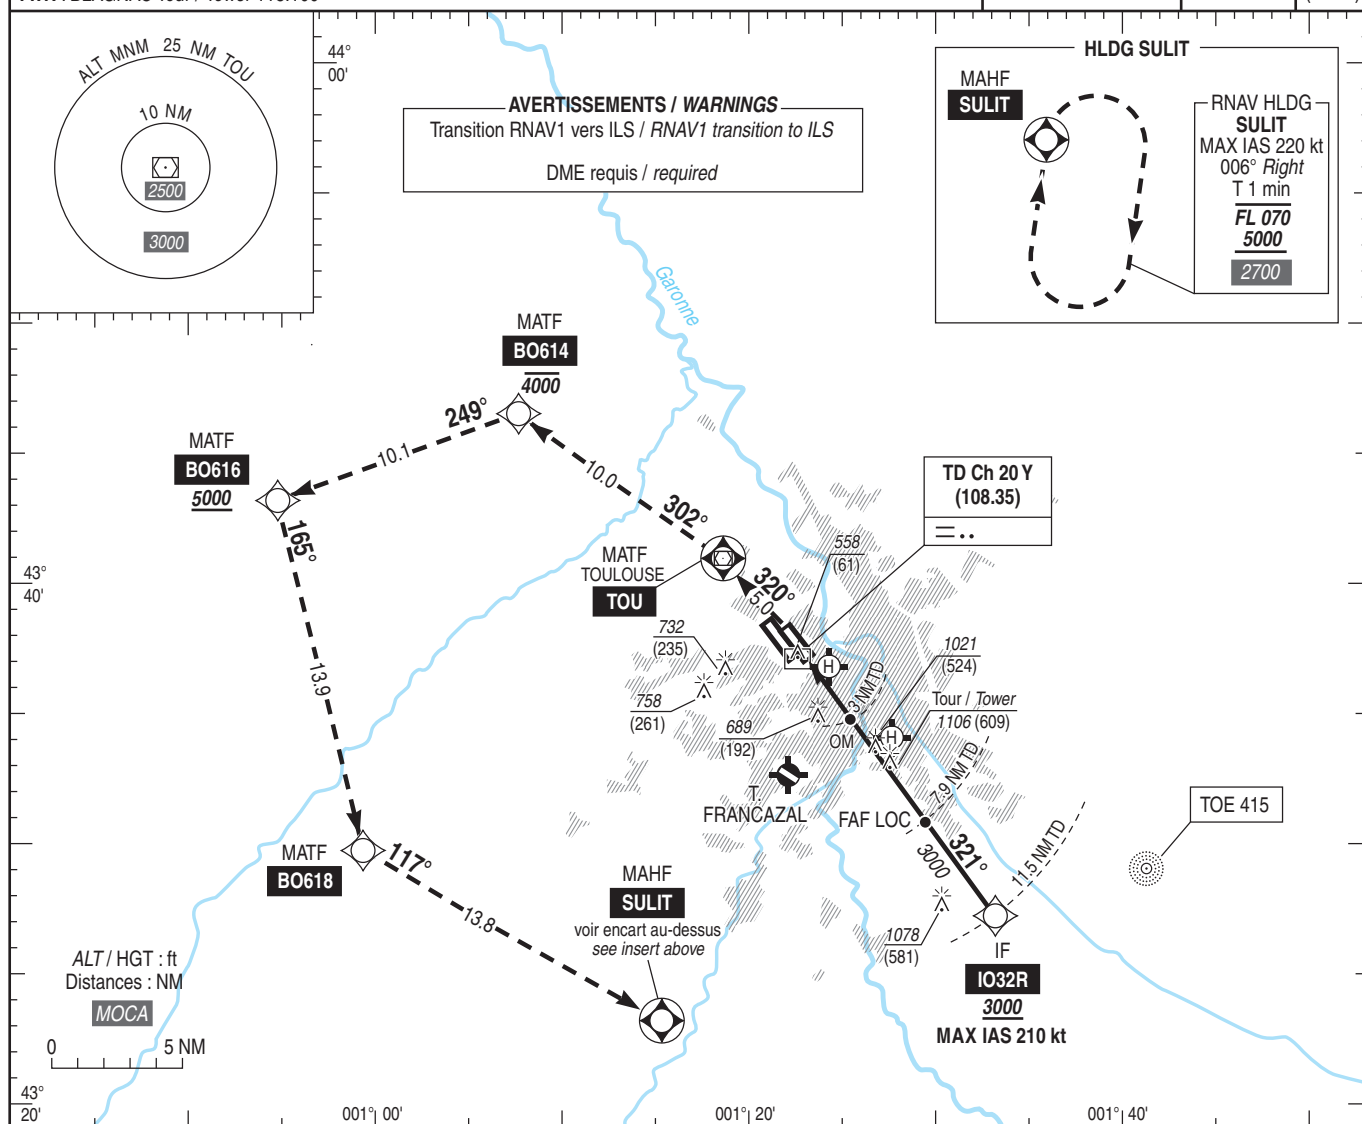 ALT MNM 25 NM TOU
10 NM
2500
3000
44°
00'
AVERTISSEMENTS / WARNINGS
Transition RNAV1 vers ILS / RNAV1 transition to ILS
DME requis / required
HLDG SULIT
MAHF
SULIT
RNAV HLDG
SULIT
MAX IAS 220 kt
006° Right
T 1 min
FL 070
5000
2700
Garonne
MATF
BO614
4000
249°
10.1
MATF
BO616
5000
10.0
302°
165°
TD Ch 20 Y
(108.35)
558
(61)
MATF
TOULOUSE
TOU
320°
5.0
43°
40'
732
(235)
758
(261)
689
(192)
H
1021
(524)
3 NM TD
Tour / Tower
1106 (609)
H
OM
13.9
7.9 NM TD
T.
FRANCAZAL
FAF LOC
TOE 415
321°
3000
11.5 NM TD
MATF
BO618
117°
13.8
MAHF
SULIT
voir encart au-dessus
see insert above
1078
(581)
IF
IO32R
3000
MAX IAS 210 kt
ALT / HGT : ft
Distances : NM
MOCA
0 5 NM
43°
20'
001° 00'
001° 20'
001° 40'